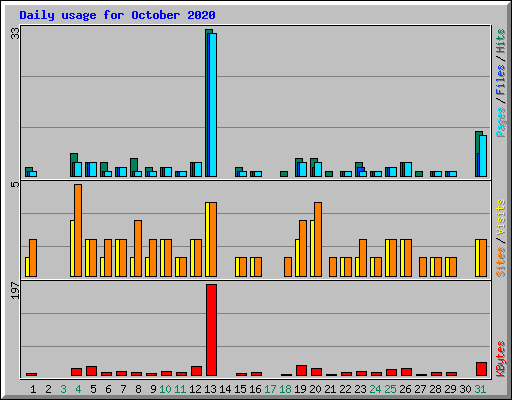 Daily usage for October 2020
33
Pages / Files / Hits
5
Sites / Visits
197
KBytes
1 2 3 4 5 6 7 8 9 10 11 12 13 14 15 16 17 18 19 20 21 22 23 24 25 26 27 28 29 30 31